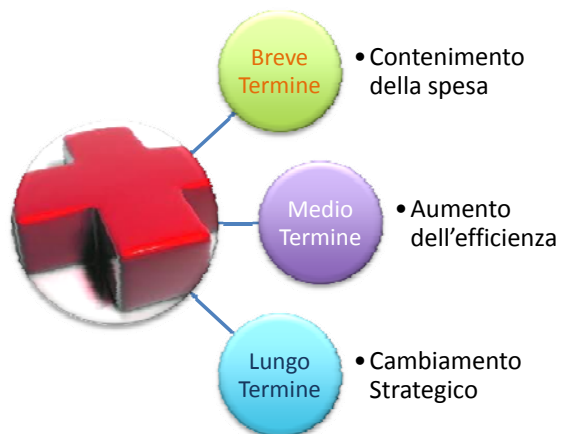 Breve
Termine
•Contenimento
della spesa
Medio
Termine
•Aumento
dell’efficienza
Lungo
Termine
•Cambiamento
Strategico